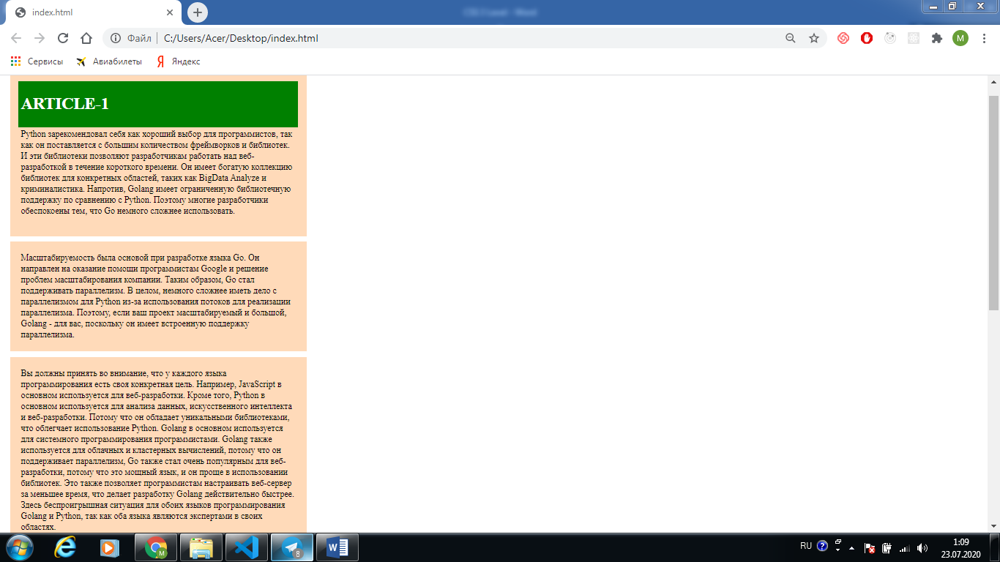 index.html
CSS 3 Level - Word
Файл
C:/Users/Acer/Desktop/index.html
M
Сервисы
Авиабилеты
Яндекс
ARTICLE-1
Python зарекомендовал себя как хороший выбор для программистов, так
как он поставляется с большим количеством фреймворков и библиотек.
И эти библиотеки позволяют разработчикам работать над веб-
разработкой в течение короткого времени. Он имеет богатую коллекцию
библиотек для конкретных областей, таких как BigData Analyze и
криминалистика. Напротив, Golang имеет ограниченную библиотечную
поддержку по сравнению с Python. Поэтому многие разработчики
обеспокоены тем, что Go немного сложнее использовать.
Масштабируемость была основой при разработке языка Go. Он
направлен на оказание помощи программистам Google и решение
проблем масштабирования компании. Таким образом, Go стал
поддерживать параллелизм. В целом, немного сложнее иметь дело с
параллелизмом для Python из-за использования потоков для реализации
параллелизма. Поэтому, если ваш проект масштабируемый и большой,
Golang - для вас, поскольку он имеет встроенную поддержку
параллелизма.
Вы должны принять во внимание, что у каждого языка
программирования есть своя конкретная цель. Например, JavaScript в
основном используется для веб-разработки. Кроме того, Python в
основном используется для анализа данных, искусственного интеллекта
и веб-разработки. Потому что он обладает уникальными библиотеками,
что облегчает использование Python. Golang в основном используется
для системного программирования программистами. Golang также
используется для облачных и кластерных вычислений, потому что он
поддерживает параллелизм, Go также стал очень популярным для веб-
разработки, потому что это мощный язык, и он проще в использовании
библиотек. Это также позволяет программистам настраивать веб-сервер
за меньшее время, что делает разработку Golang действительно быстрее.
Здесь беспроигрышная ситуация для обоих языков программирования
Golang и Python, так как оба языка являются экспертами в своих
областях.
M
8
RU
1:09
23.07.2020